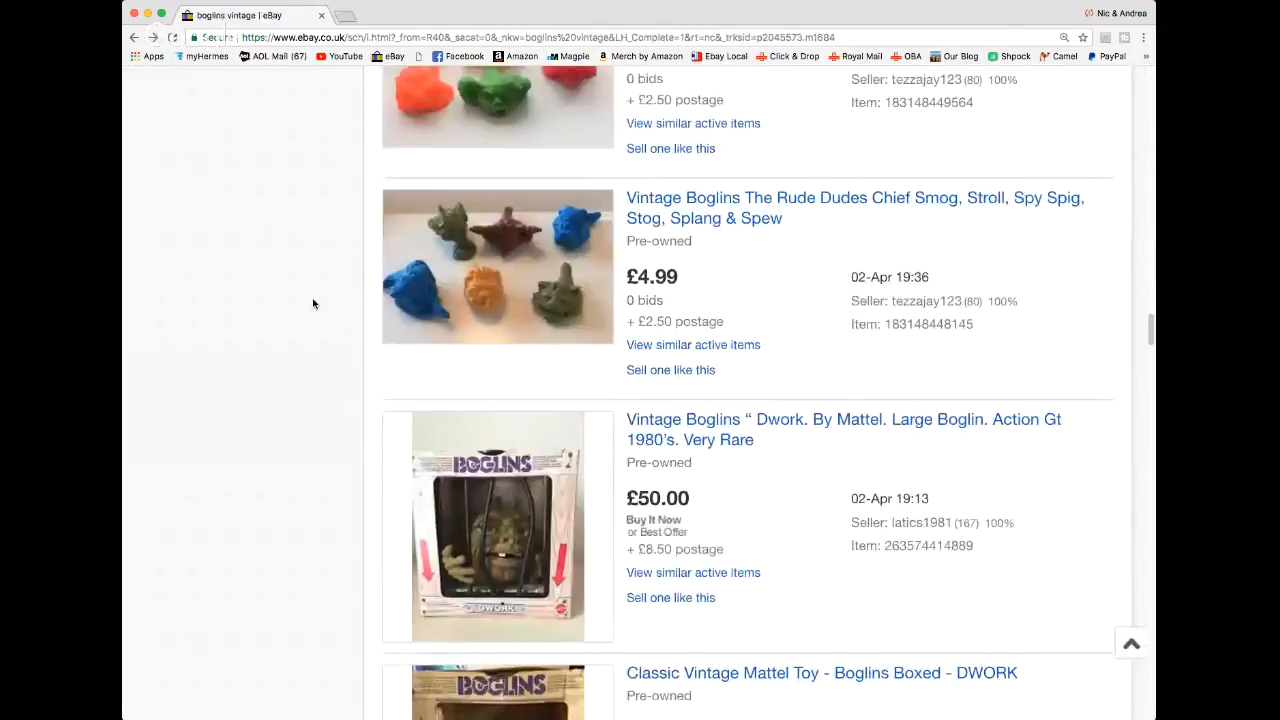 boglins vintage | eBay
Nic & Andrea
Secure https://www.ebay.co.uk/sch/i.html?_from=R40&_sacat=0&_nkw=boglins%20vintage&LH_Complete=1&rt=nc&_trksid=p2045573.m1684
Apps myHermes AOL Mail (67) YouTube eBay Facebook Amazon Magpie Merch by Amazon Ebay Local Click & Drop Royal Mail OBA Our Blog Shpock Camel PayPal »
0 bids
Seller: tezzajay123 (80) 100%
+ £2.50 postage
Item: 183148449564
View similar active items
Sell one like this
Vintage Boglins The Rude Dudes Chief Smog, Stroll, Spy Spig,
Stog, Splang & Spew
Pre-owned
£4.99
02-Apr 19:36
0 bids
Seller: tezzajay123 (80) 100%
+ £2.50 postage
Item: 183148448145
View similar active items
Sell one like this
Vintage Boglins “ Dwork. By Mattel. Large Boglin. Action Gt
1980’s. Very Rare
Pre-owned
£50.00
02-Apr 19:13
Buy It Now
or Best Offer
Seller: latics1981 (167) 100%
+ £8.50 postage
Item: 263574414889
View similar active items
Sell one like this
BOGLINS
DWORK
Classic Vintage Mattel Toy - Boglins Boxed - DWORK
Pre-owned
BOGLINS